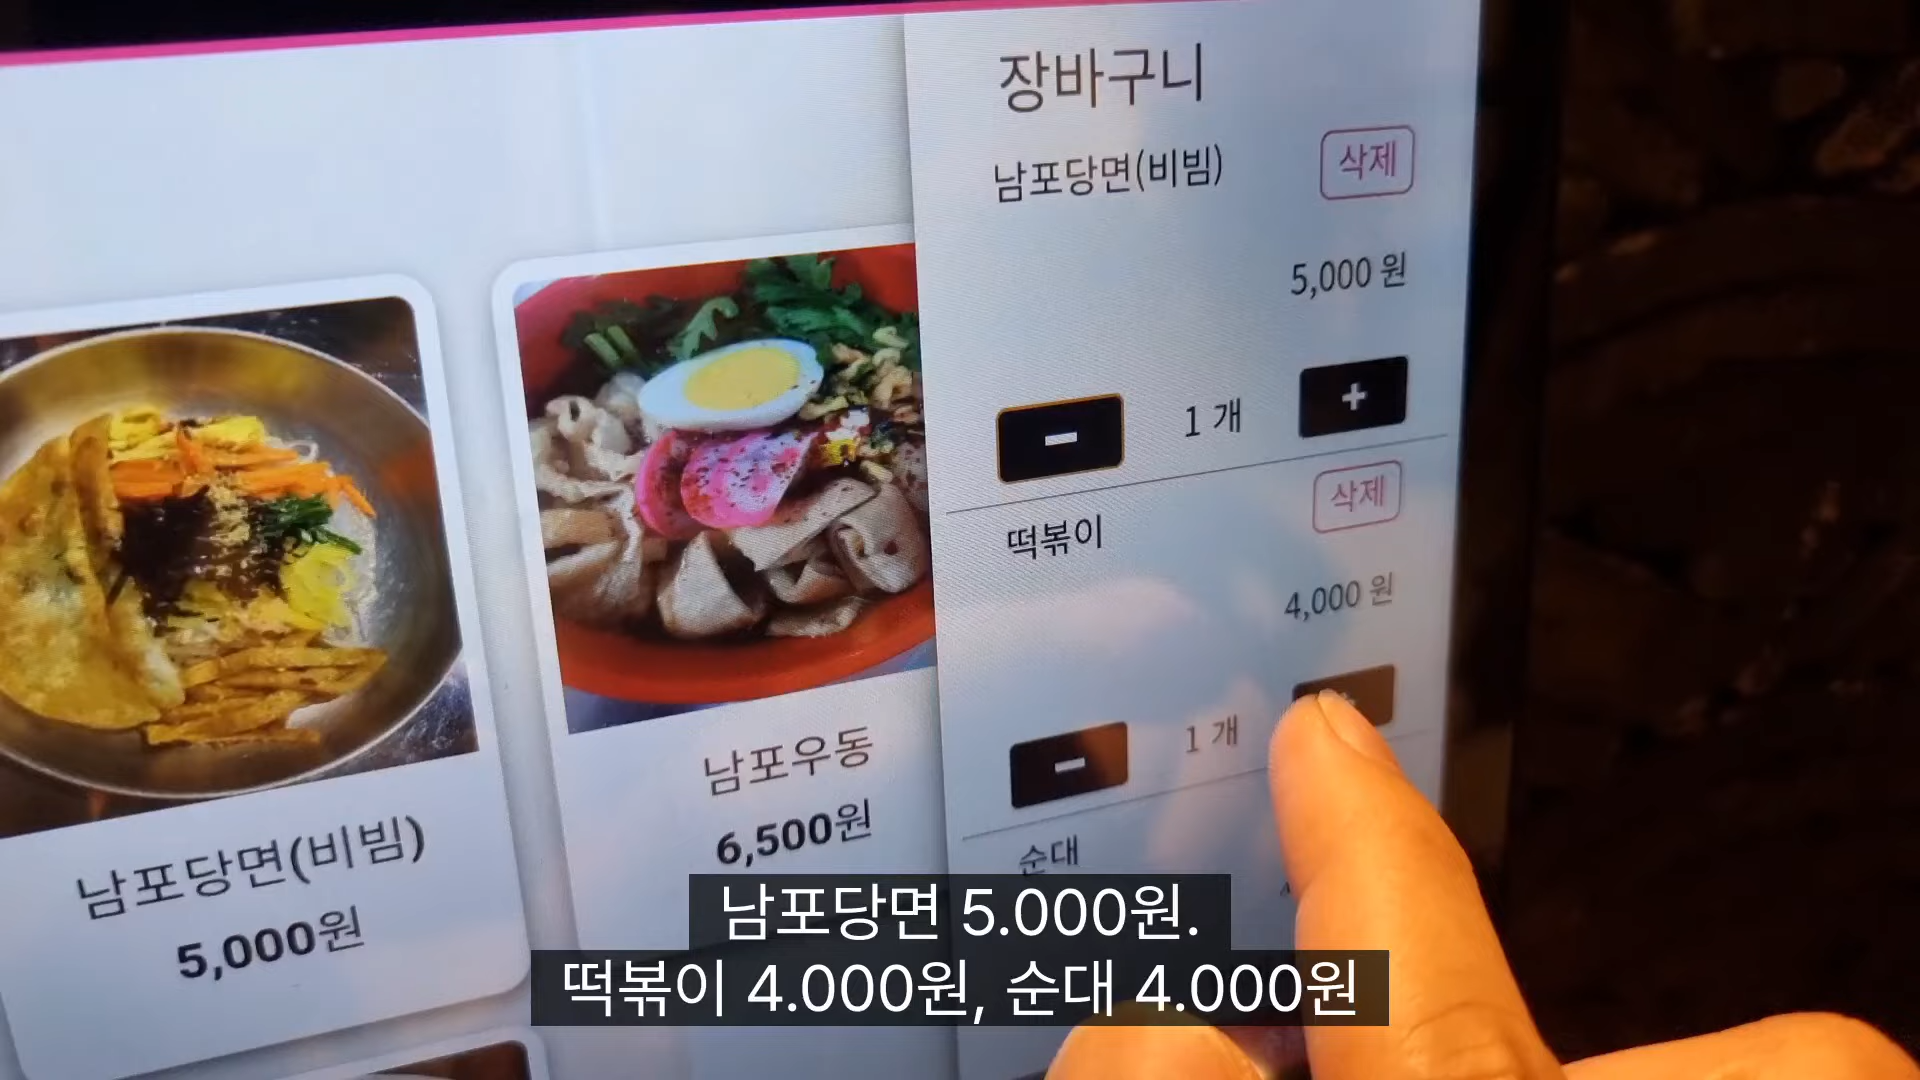 장바구니
남포당면(비빔)
삭제
5,000 원
1 개
+
떡볶이
삭제
4,000 원
1 개
순대
남포당면(비빔)
5,000원
남포우동
6,500원
남포당면 5.000원.
떡볶이 4.000원, 순대 4.000원